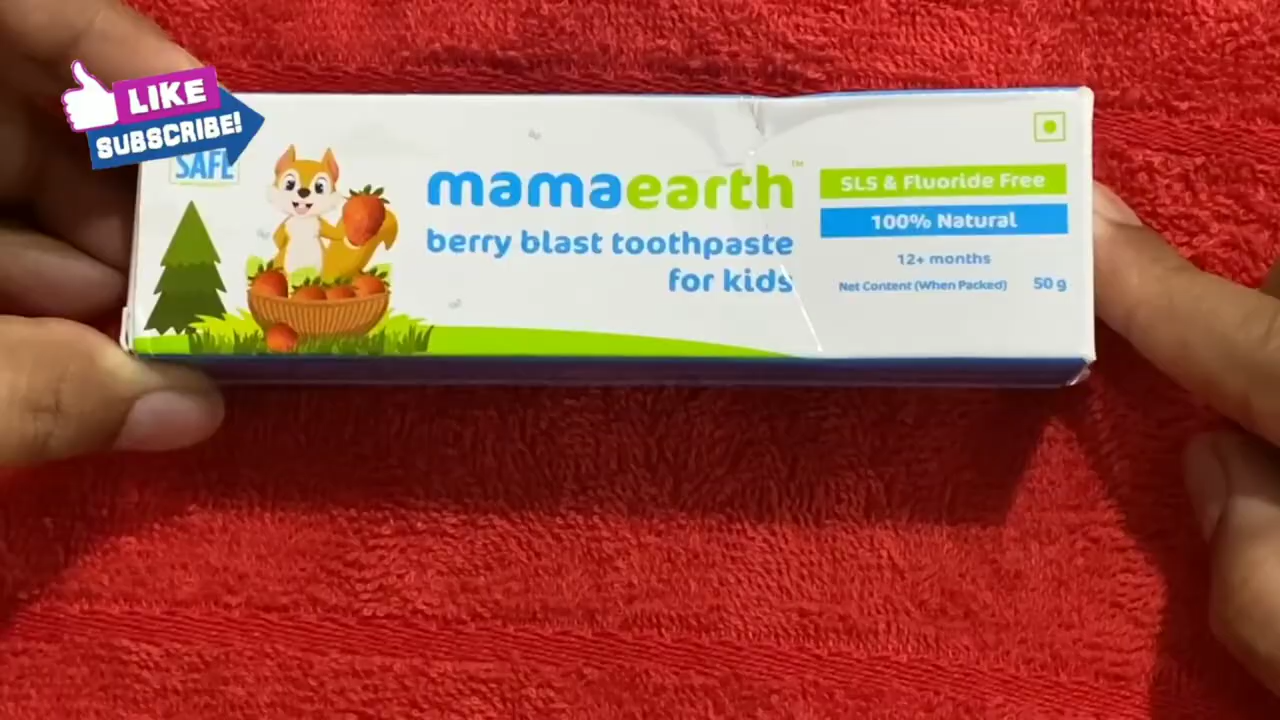 LIKE
SUBSCRIBE!
SAFE
mamaearth™
berry blast toothpaste
for kids
SLS & Fluoride Free
100% Natural
12+ months
Net Content (When Packed) 50 g